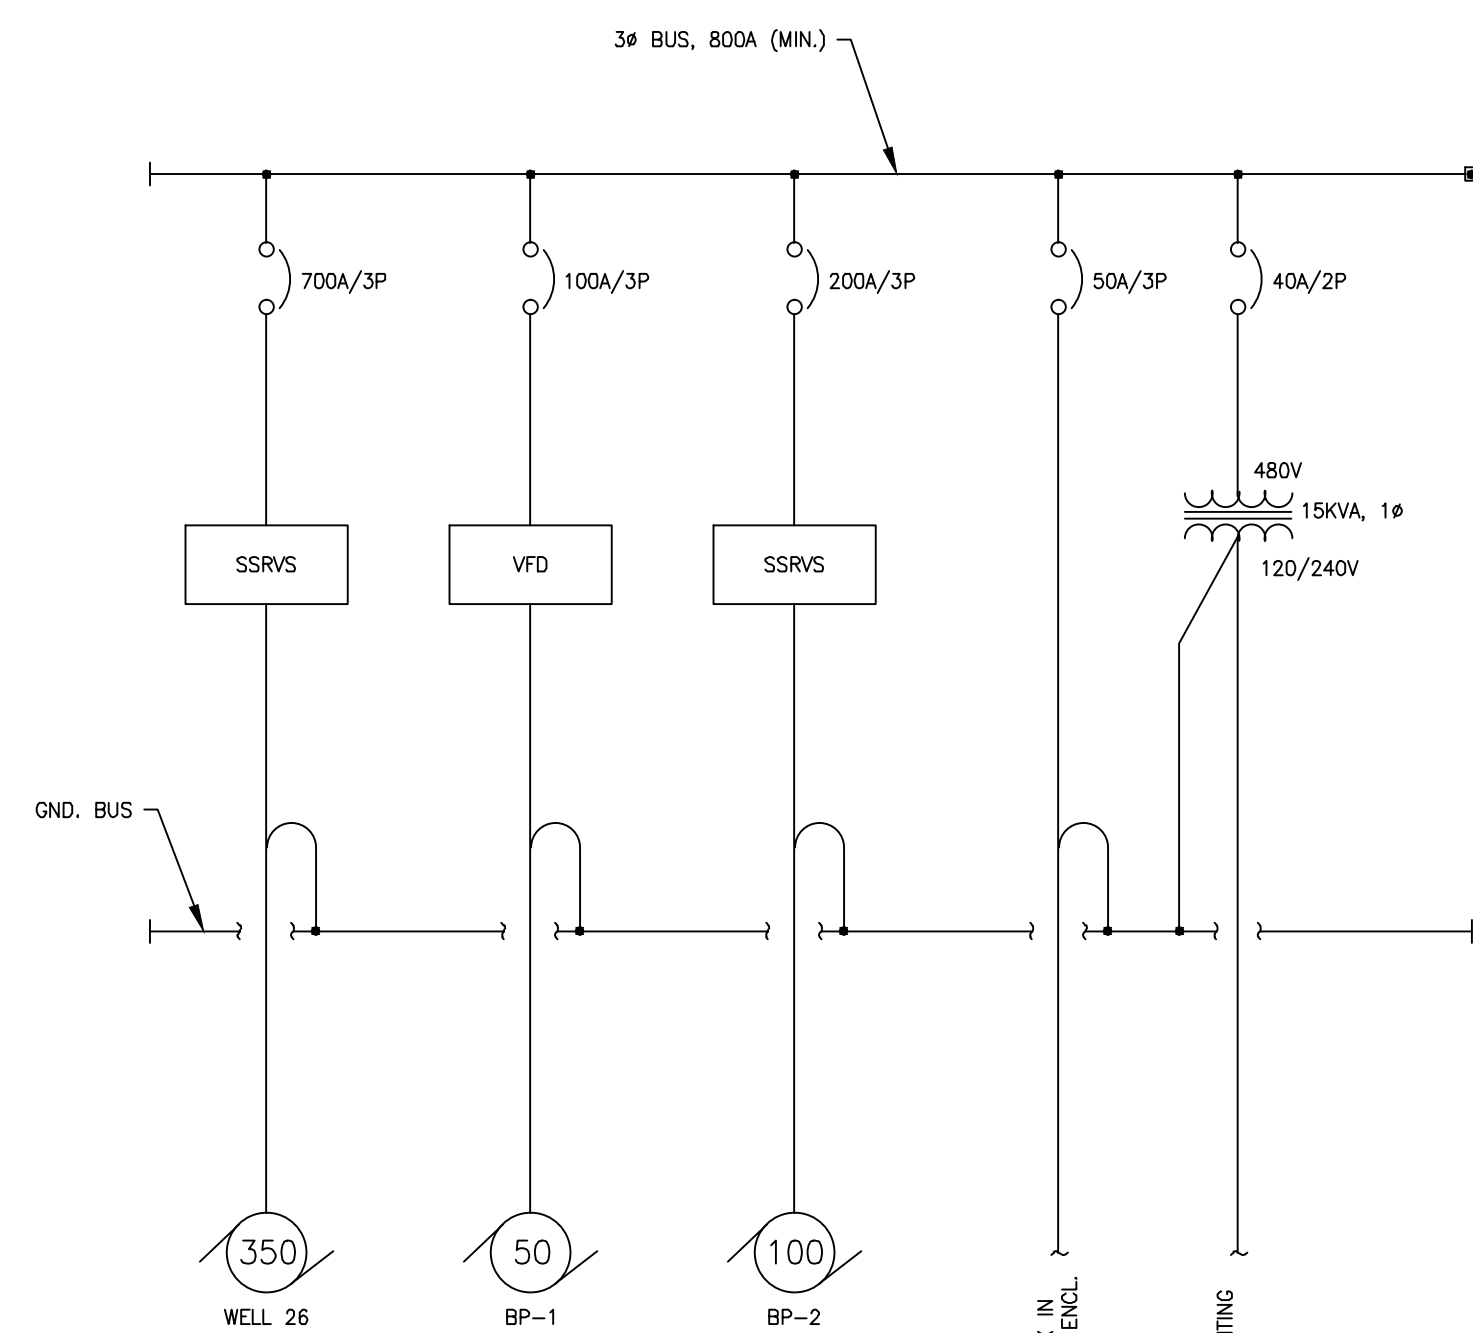 3ø BUS, 800A (MIN.)
700A/3P
100A/3P
200A/3P
50A/3P
40A/2P
480V
15KVA, 1ø
120/240V
SSRVS
VFD
SSRVS
GND. BUS
350
50
100
WELL 26
BP-1
BP-2
IN
ENCL.